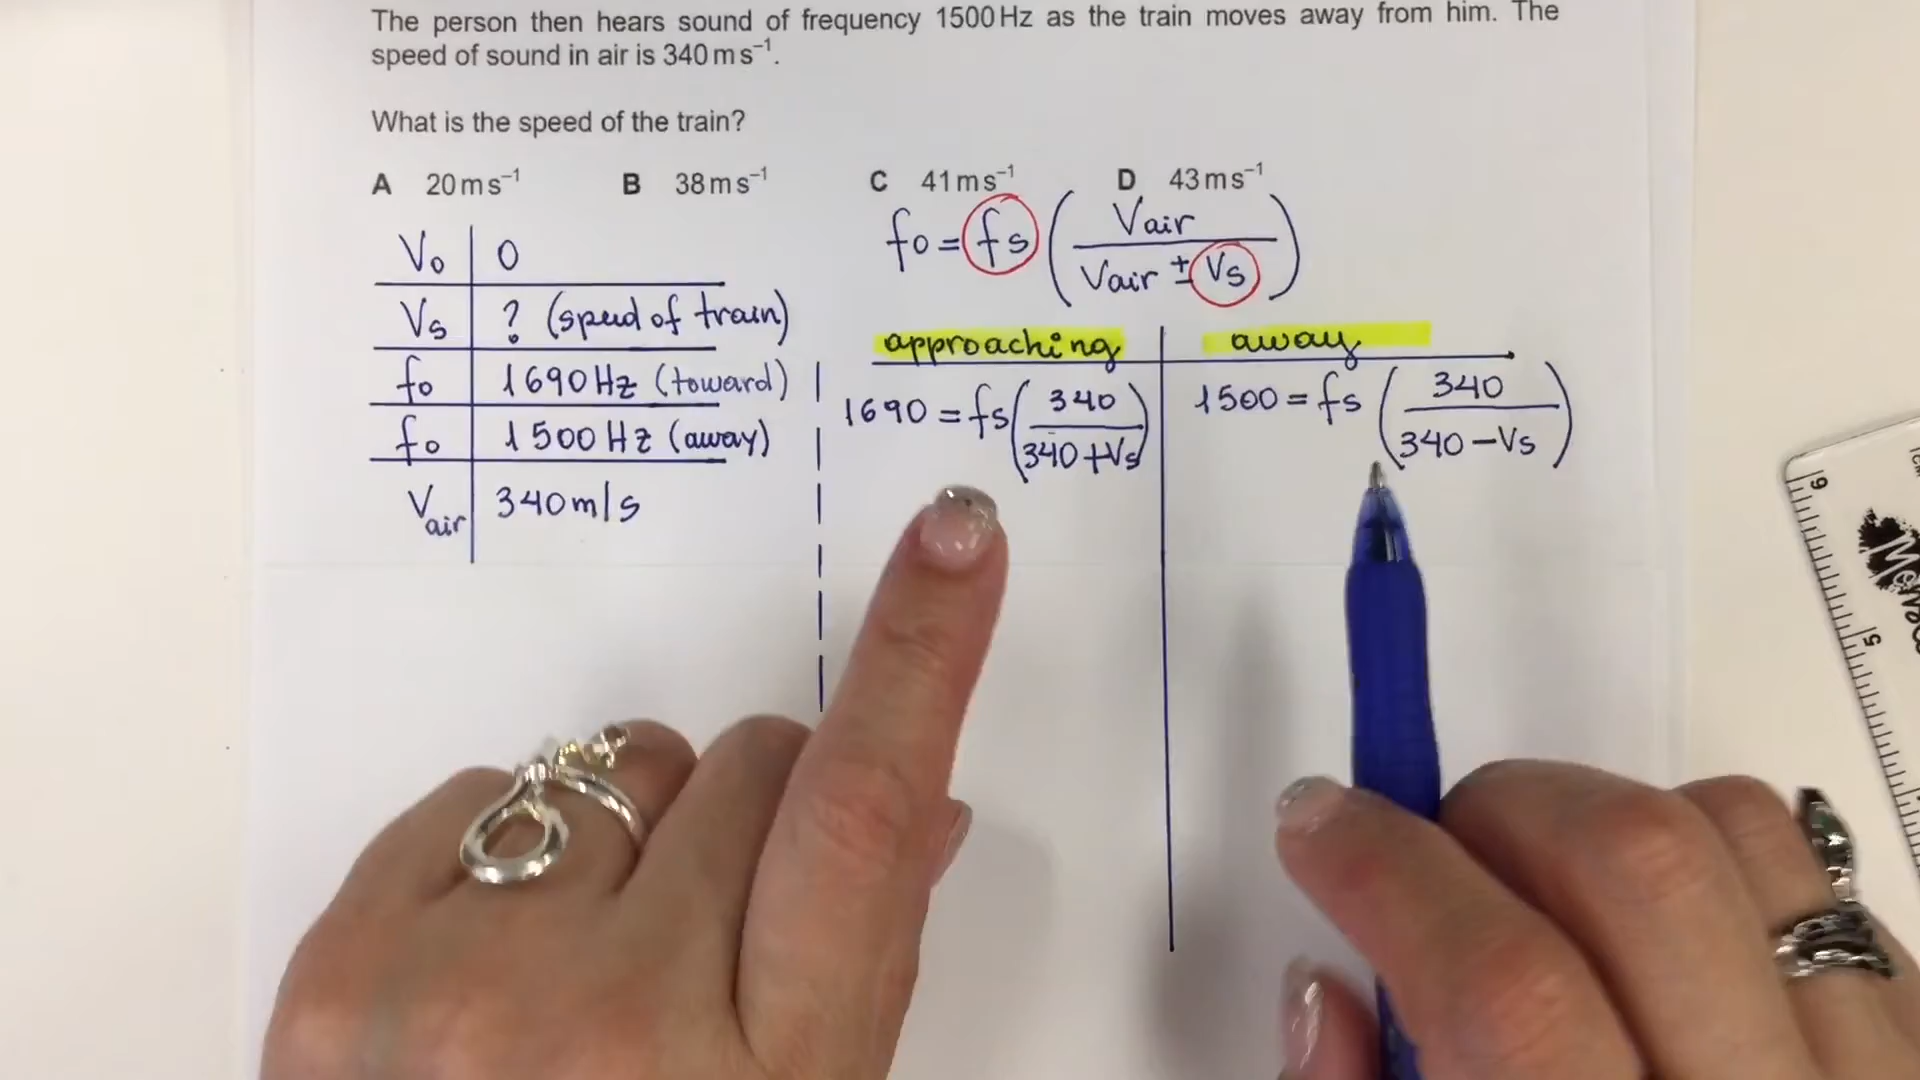 The person then hears sound of frequency 1500 Hz as the train moves away from him. The
speed of sound in air is 340 m s⁻¹.
What is the speed of the train?
A 20 m s⁻¹ B 38 m s⁻¹ C 41 m s⁻¹ D 43 m s⁻¹
fo = fs ( Vair / Vair ± Vs )
Vo 0
Vs ? (speed of train)
fo 1690 Hz (toward)
fo 1500 Hz (away)
Vair 340 m/s
approaching away
1690 = fs ( 340 / 340 + Vs ) 1500 = fs ( 340 / 340 – Vs )
6
5